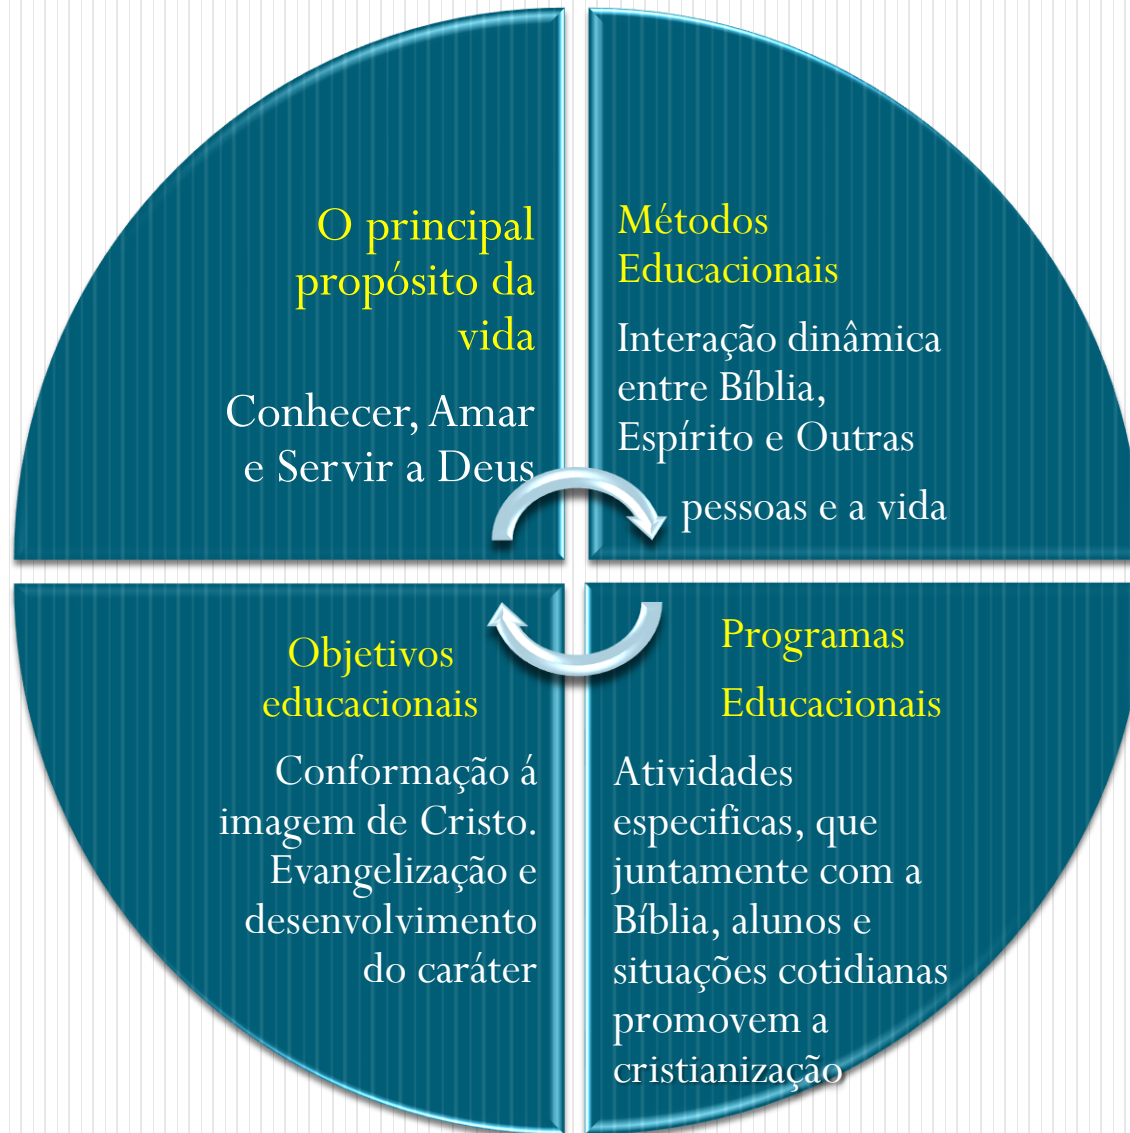 O principal
propósito da
vida
Conhecer, Amar
e Servir a Deus
Métodos
Educacionais
Interação dinâmica
entre Bíblia,
Espírito e Outras
pessoas e a vida
Objetivos
educacionais
Conformação á
imagem de Cristo.
Evangelização e
desenvolvimento
do caráter
Programas
Educacionais
Atividades
especificas, que
juntamente com a
Bíblia, alunos e
situações cotidianas
promovem a
cristianização